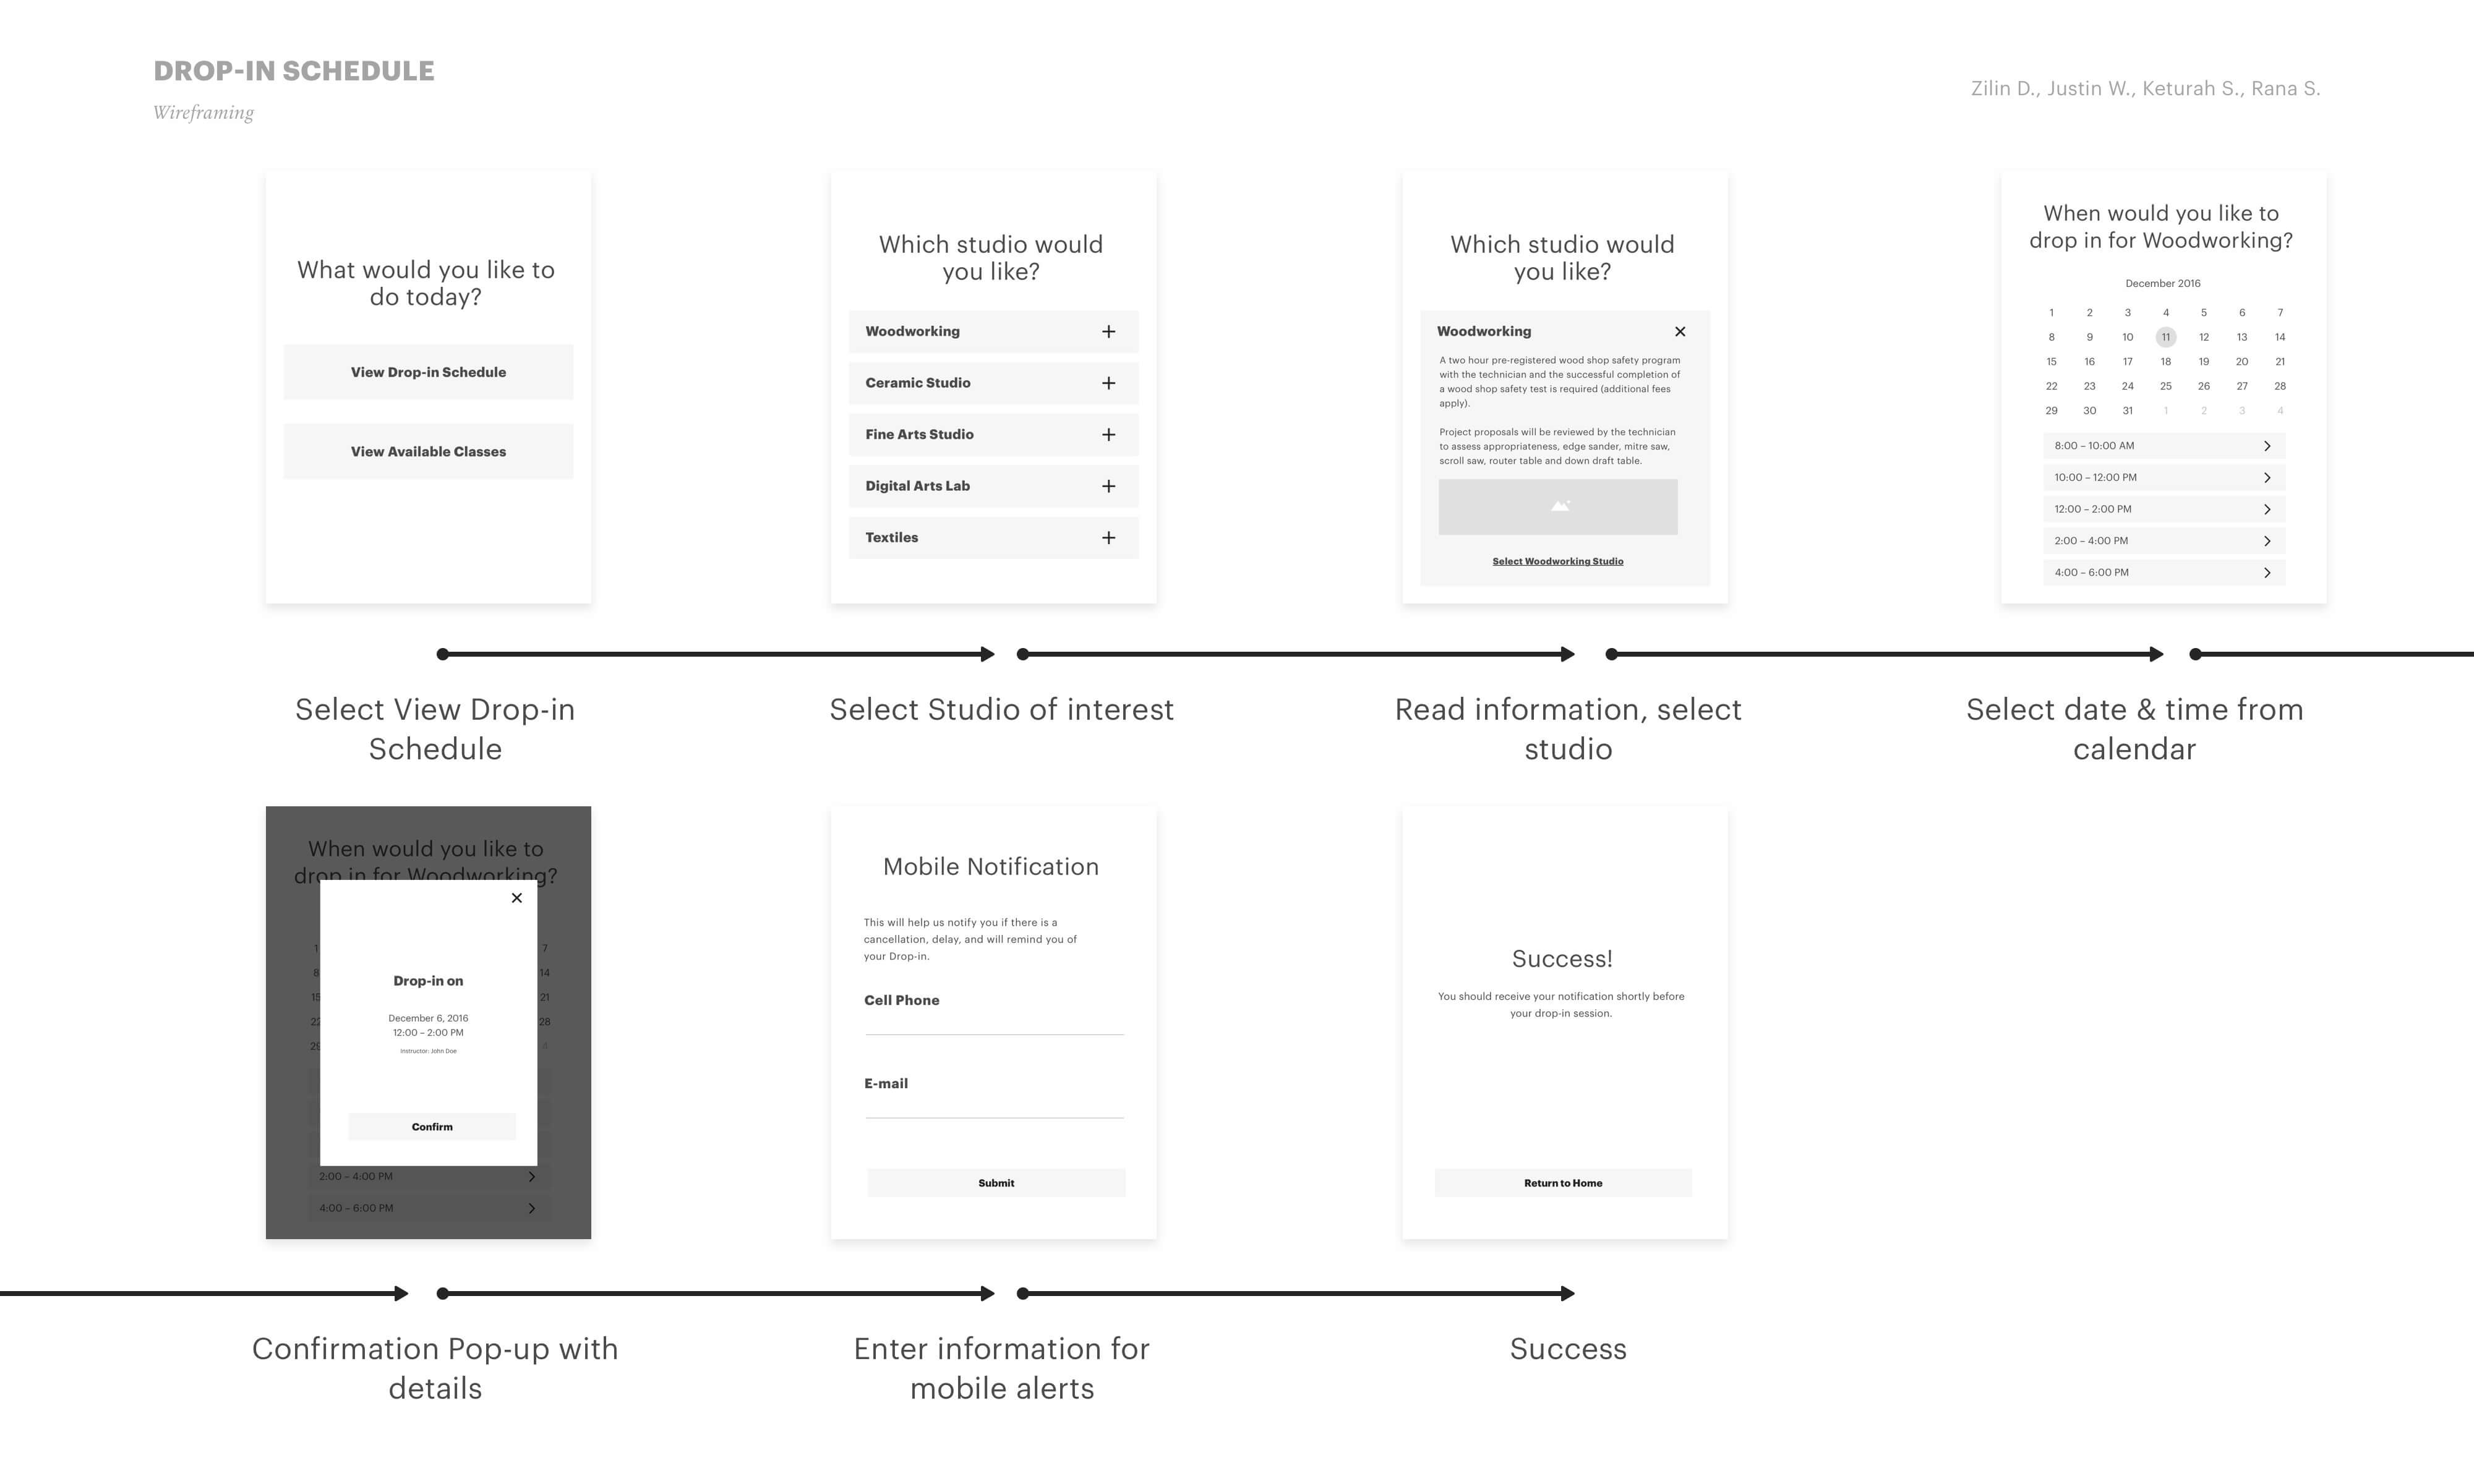 DROP-IN SCHEDULE
Wireframing
Zilin D., Justin W., Keturah S., Rana S.
What would you like to
do today?
View Drop-in Schedule
View Available Classes
Select View Drop-in
Schedule
Which studio would
you like?
Woodworking
Ceramic Studio
Fine Arts Studio
Digital Arts Lab
Textiles
Select Studio of interest
Which studio would
you like?
Woodworking
A two hour pre-registered wood shop safety program
with the technician and the successful completion of
a wood shop safety test is required (additional fees
apply).
Project proposals will be reviewed by the technician
to assess appropriateness, edge sander, mitre saw,
scroll saw, router table and down draft table.
Select Woodworking Studio
Read information, select
studio
When would you like to
drop in for Woodworking?
December 2016
1 2 3 4 5 6 7
8 9 10 11 12 13 14
15 16 17 18 19 20 21
22 23 24 25 26 27 28
29 30 31 1 2 3 4
8:00 – 10:00 AM
10:00 – 12:00 PM
12:00 – 2:00 PM
2:00 – 4:00 PM
4:00 – 6:00 PM
Select date & time from
calendar
When would you like to
drop in for Woodworking?
1 7
8 14
15 21
22 28
29
Drop-in on
December 6, 2016
12:00 – 2:00 PM
Instructor: John Doe
Confirm
2:00 – 4:00 PM
4:00 – 6:00 PM
Confirmation Pop-up with
details
Mobile Notification
This will help us notify you if there is a
cancellation, delay, and will remind you of
your Drop-in.
Cell Phone
E-mail
Submit
Enter information for
mobile alerts
Success!
You should receive your notification shortly before
your drop-in session.
Return to Home
Success